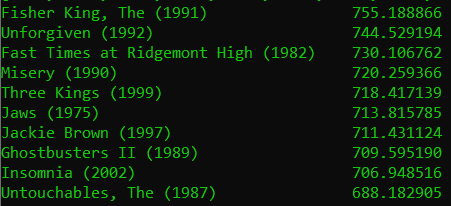 Fisher King, The (1991) 755.188866
Unforgiven (1992) 744.529194
Fast Times at Ridgemont High (1982) 730.106762
Misery (1990) 720.259366
Three Kings (1999) 718.417139
Jaws (1975) 713.815785
Jackie Brown (1997) 711.431124
Ghostbusters II (1989) 709.595190
Insomnia (2002) 706.948516
Untouchables, The (1987) 688.182905